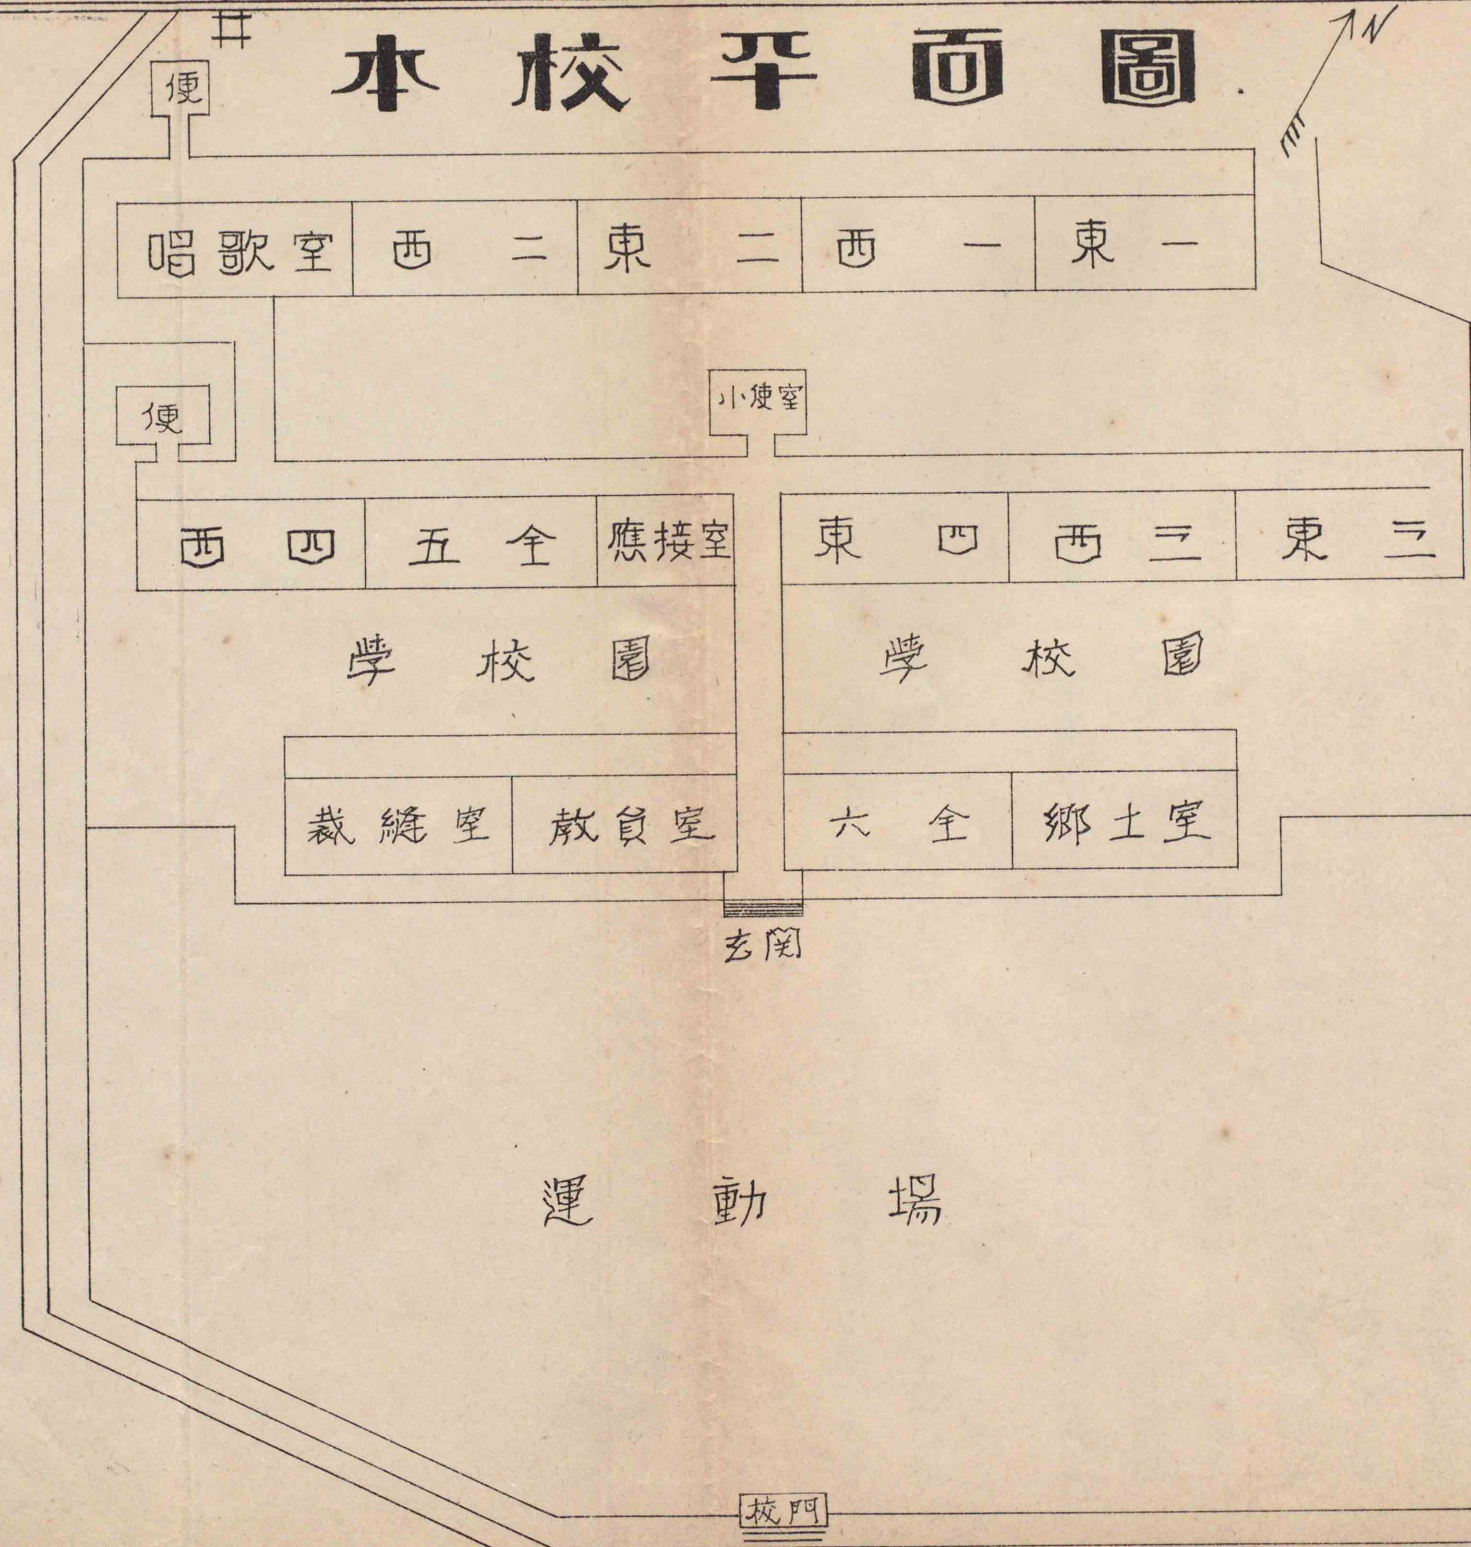 本校平面圖
N
便
唱歌室 西二 東二 西一 東一
便
小使室
西四 五全 應接室 東四 西三 東三
學校園 學校園
裁縫室 教員室 六全 鄉土室
玄関
運動場
校門